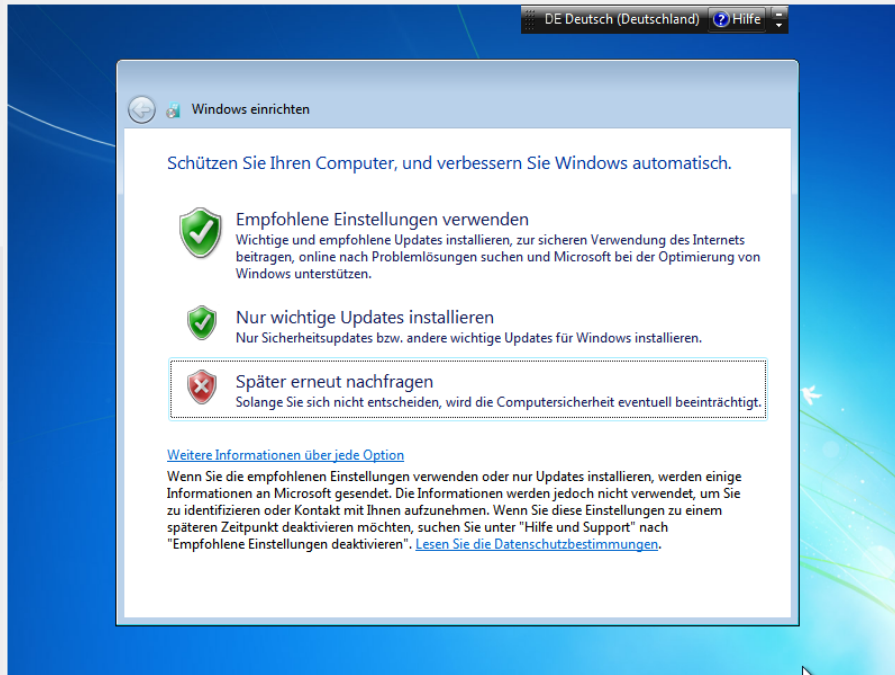 DE Deutsch (Deutschland) ? Hilfe
Windows einrichten
Schützen Sie Ihren Computer, und verbessern Sie Windows automatisch.
Empfohlene Einstellungen verwenden
Wichtige und empfohlene Updates installieren, zur sicheren Verwendung des Internets
beitragen, online nach Problemlösungen suchen und Microsoft bei der Optimierung von
Windows unterstützen.
Nur wichtige Updates installieren
Nur Sicherheitsupdates bzw. andere wichtige Updates für Windows installieren.
Später erneut nachfragen
Solange Sie sich nicht entscheiden, wird die Computersicherheit eventuell beeinträchtigt.
Weitere Informationen über jede Option
Wenn Sie die empfohlenen Einstellungen verwenden oder nur Updates installieren, werden einige
Informationen an Microsoft gesendet. Die Informationen werden jedoch nicht verwendet, um Sie
zu identifizieren oder Kontakt mit Ihnen aufzunehmen. Wenn Sie diese Einstellungen zu einem
späteren Zeitpunkt deaktivieren möchten, suchen Sie unter "Hilfe und Support" nach
"Empfohlene Einstellungen deaktivieren". Lesen Sie die Datenschutzbestimmungen.